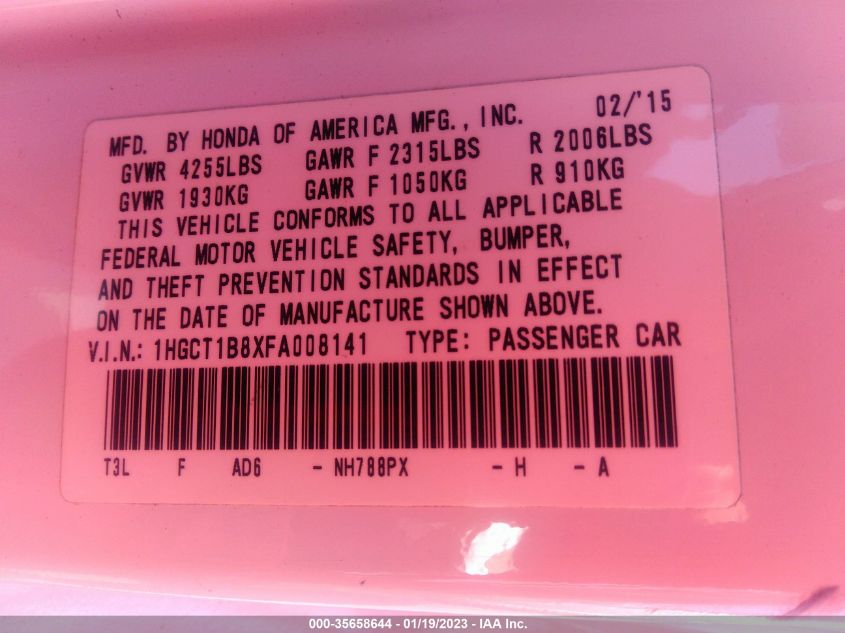 02/'15
MFD. BY HONDA OF AMERICA MFG., INC.
GVWR 4255LBS GAWR F 2315LBS R 2006LBS
GVWR 1930KG GAWR F 1050KG R 910KG
THIS VEHICLE CONFORMS TO ALL APPLICABLE
FEDERAL MOTOR VEHICLE SAFETY, BUMPER,
AND THEFT PREVENTION STANDARDS IN EFFECT
ON THE DATE OF MANUFACTURE SHOWN ABOVE.
V.I.N.: 1HGCT1B8XFA008141 TYPE: PASSENGER CAR
T3L F AD6 - NH788PX - H - A
000-35658644 - 01/19/2023 - IAA Inc.